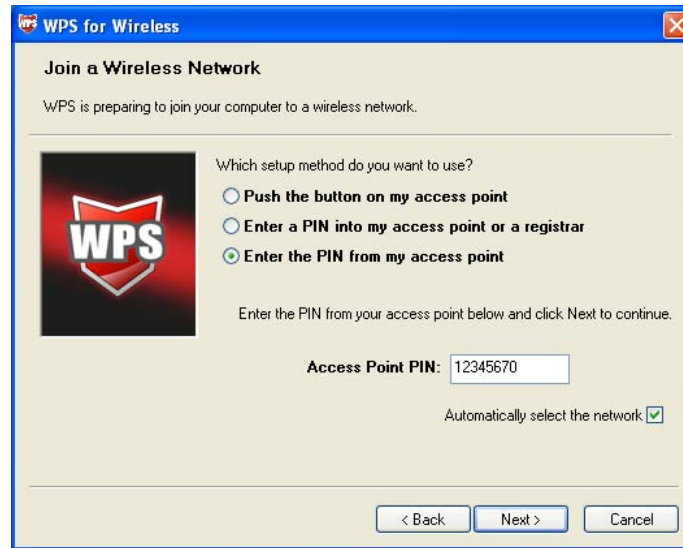 WPS for Wireless
Join a Wireless Network
WPS is preparing to join your computer to a wireless network.
WPS
Which setup method do you want to use?
Push the button on my access point
Enter a PIN into my access point or a registrar
Enter the PIN from my access point
Enter the PIN from your access point below and click Next to continue.
Access Point PIN: 12345670
Automatically select the network
< Back Next > Cancel